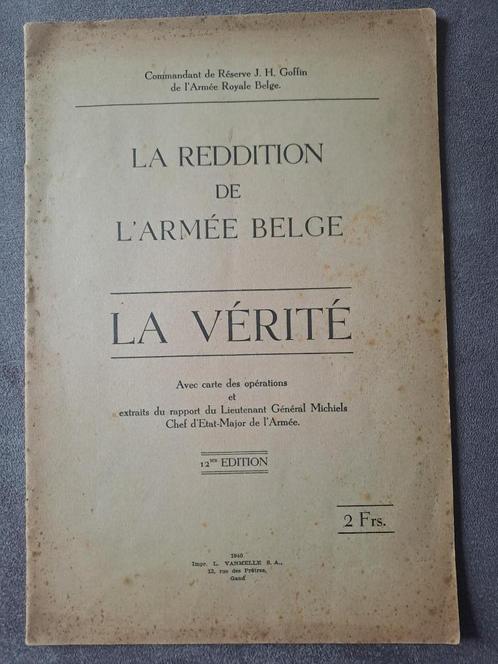 Commandant de Réserve J. H. Goffin
de l'Armée Royale Belge.
LA REDDITION
DE
L'ARMÉE BELGE
LA VÉRITÉ
Avec carte des opérations
et
extraits du rapport du Lieutenant Général Michiels
Chef d'Etat-Major de l'Armée.
12me EDITION
2 Frs.
1940
Impr. L. VANMELLE S. A.,
12, rue des Prêtres,
Gand